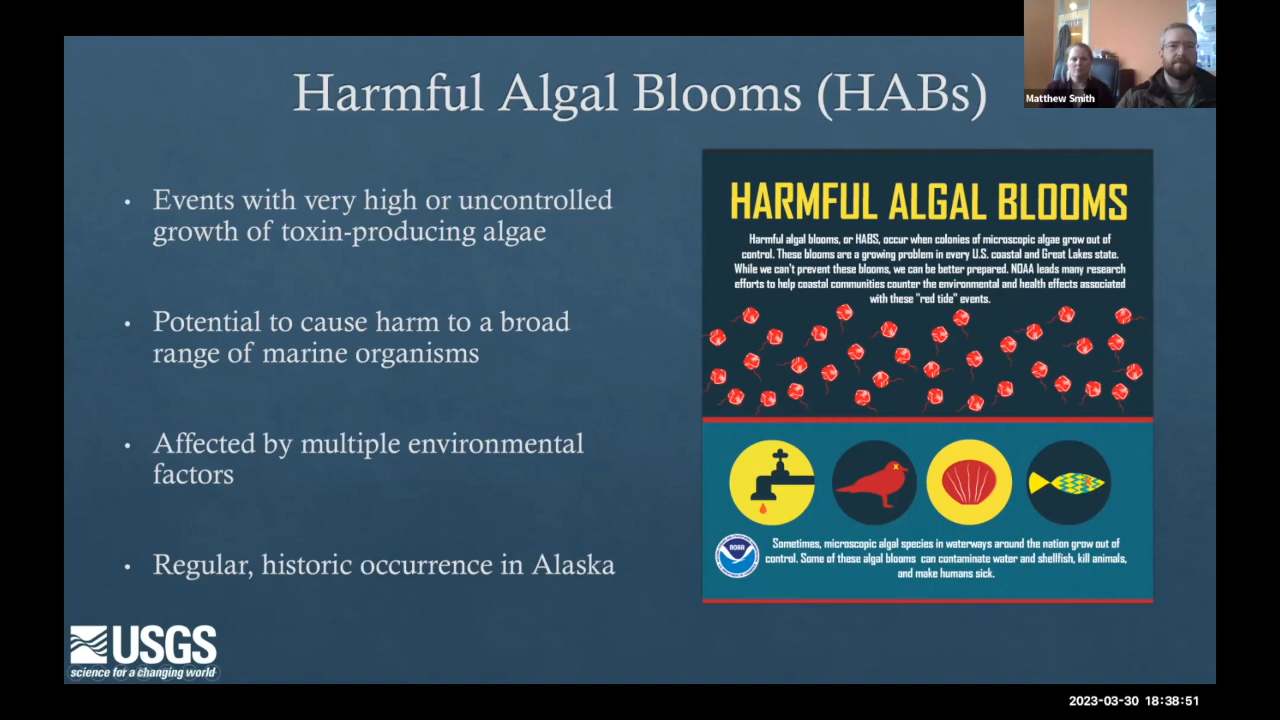 Harmful Algal Blooms (HABs)
Matthew Smith
• Events with very high or uncontrolled
growth of toxin-producing algae
• Potential to cause harm to a broad
range of marine organisms
• Affected by multiple environmental
factors
• Regular, historic occurrence in Alaska
HARMFUL ALGAL BLOOMS
Harmful algal blooms, or HABS, occur when colonies of microscopic algae grow out of
control. These blooms are a growing problem in every U.S. coastal and Great Lakes state.
While we can't prevent these blooms, we can be better prepared. NOAA leads many research
efforts to help coastal communities counter the environmental and health effects associated
with these "red tide" events.
NOAA
Sometimes, microscopic algal species in waterways around the nation grow out of
control. Some of these algal blooms can contaminate water and shellfish, kill animals,
and make humans sick.
USGS
science for a changing world
2023-03-30 18:38:51